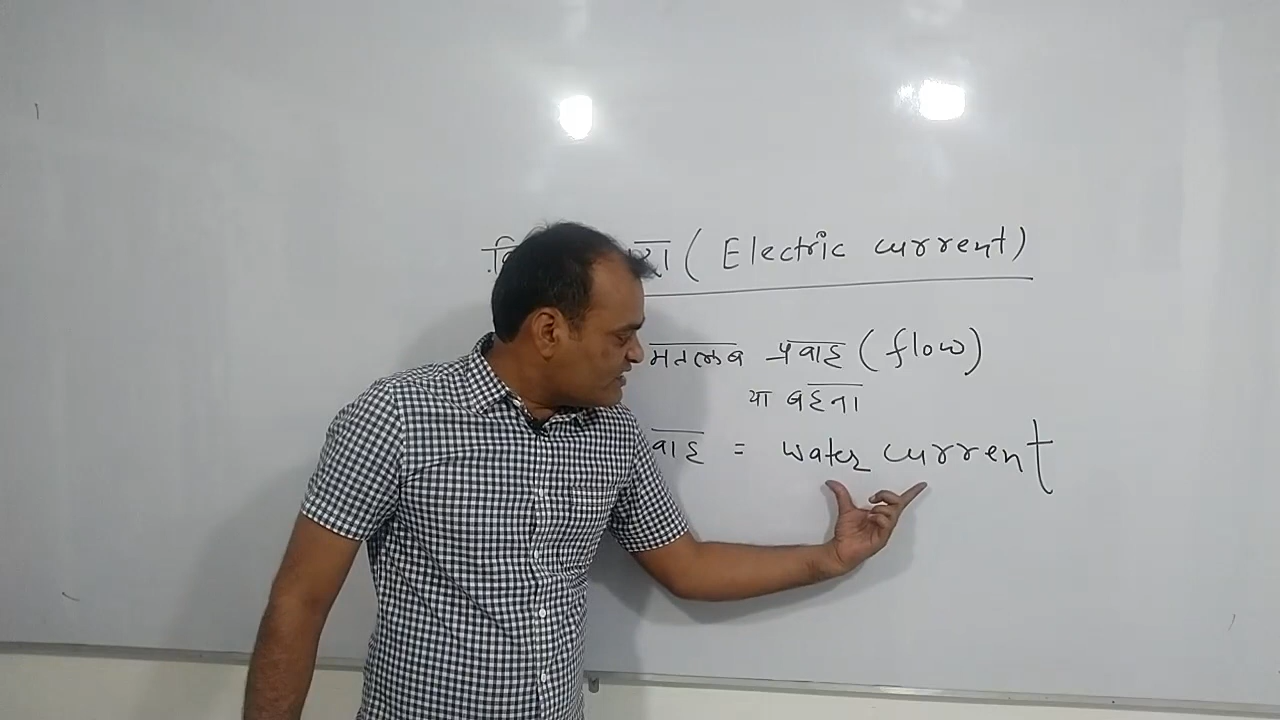 ( Electric current )
मतलब प्रवाह ( flow )
या बहना
= water current